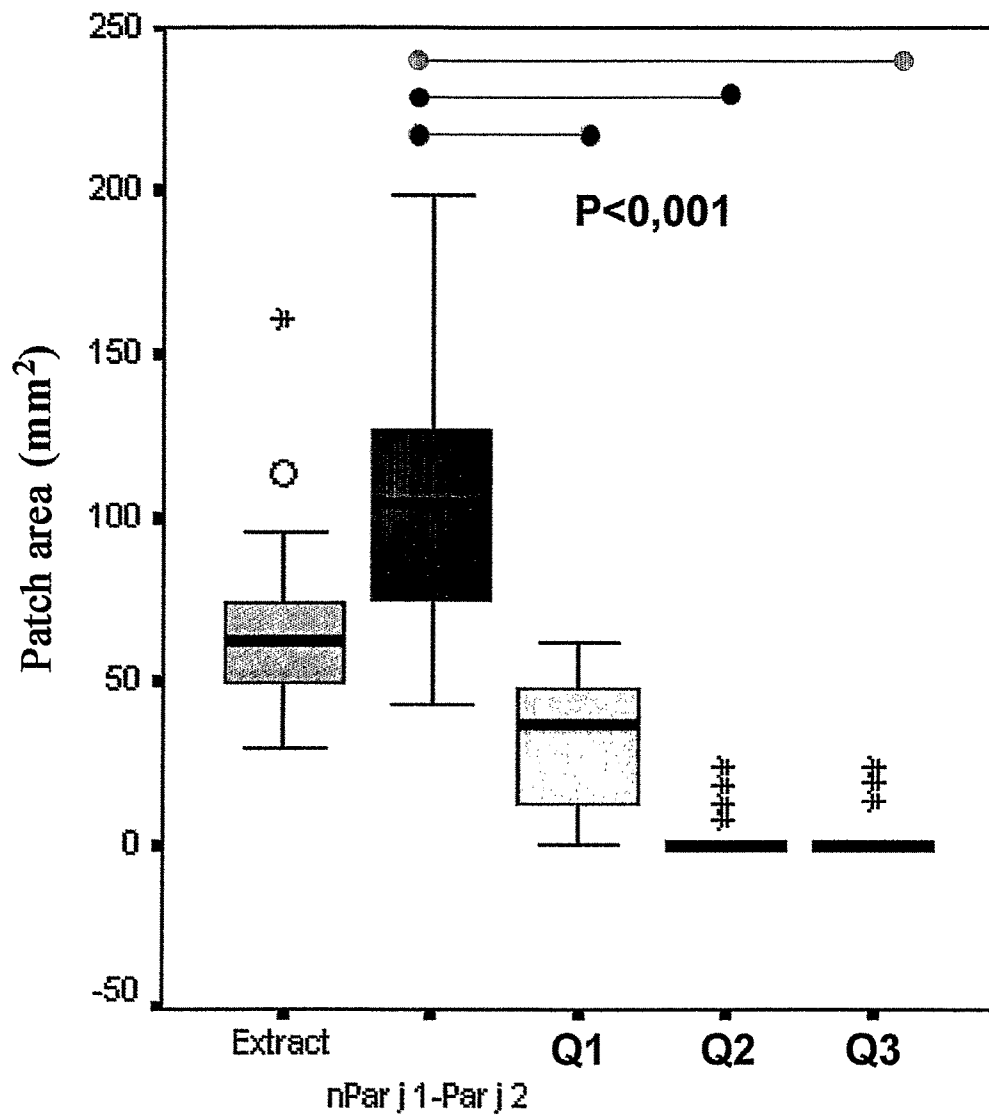 250
200
P<0,001
150
Patch area (mm²)
100
50
0
-50
Extract
Q1
Q2
Q3
nPar j 1-Par j 2